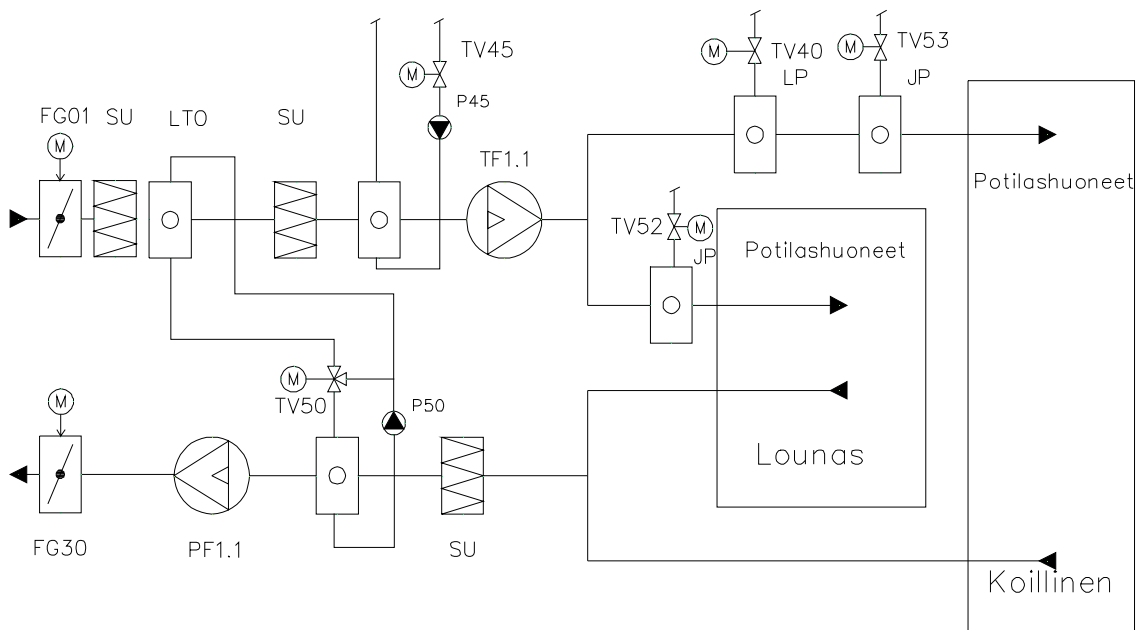 TV45
M
P45
M
TV40
LP
M
TV53
JP
FG01
SU
LTO
SU
M
TF1.1
Potilashuoneet
TV52
M
JP
Potilashuoneet
M
TV50
P50
M
Lounas
FG30
PF1.1
SU
Koillinen